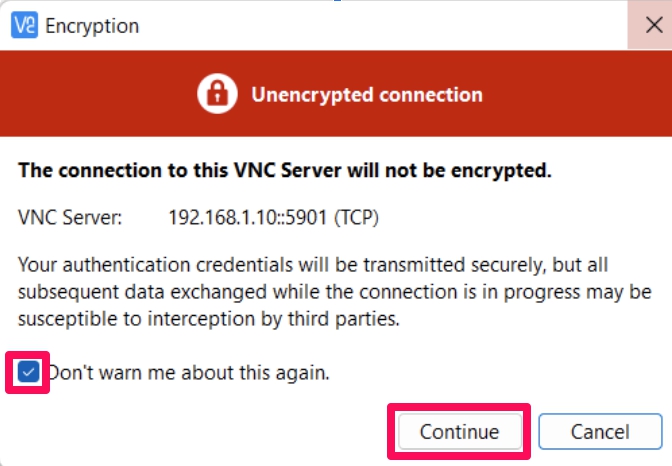 V2 Encryption
Unencrypted connection
The connection to this VNC Server will not be encrypted.
VNC Server: 192.168.1.10::5901 (TCP)
Your authentication credentials will be transmitted securely, but all
subsequent data exchanged while the connection is in progress may be
susceptible to interception by third parties.
Don't warn me about this again.
Continue Cancel